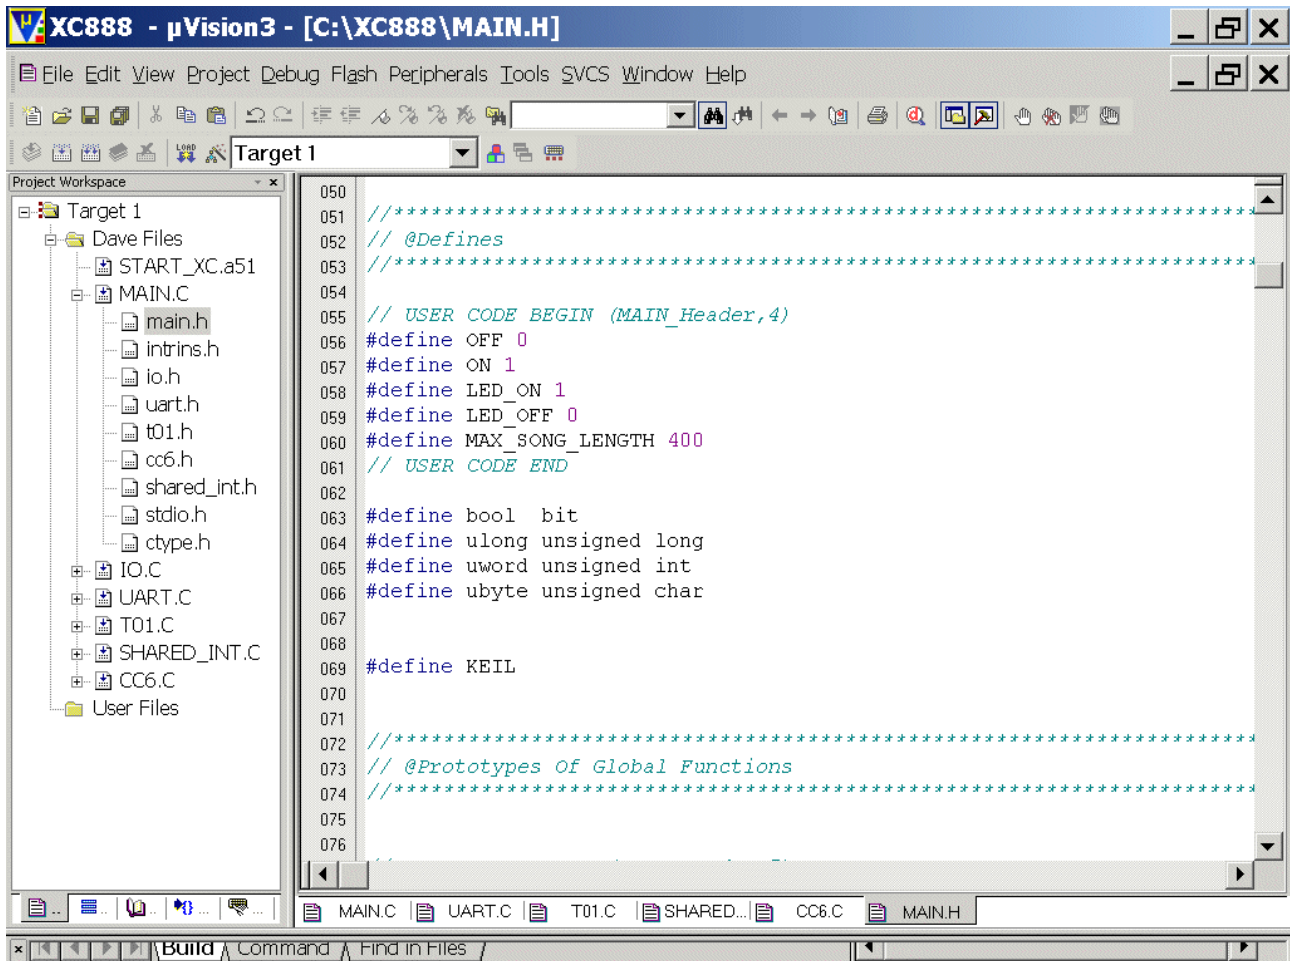 XC888 - µVision3 - [C:\XC888\MAIN.H]
File Edit View Project Debug Flash Peripherals Tools SVCS Window Help
LOAD Target 1
Project Workspace
Target 1
Dave Files
START_XC.a51
MAIN.C
main.h
intrins.h
io.h
uart.h
t01.h
cc6.h
shared_int.h
stdio.h
ctype.h
IO.C
UART.C
T01.C
SHARED_INT.C
CC6.C
User Files
050
051 //*********************************************************************
052 // @Defines
053 //*********************************************************************
054
055 // USER CODE BEGIN (MAIN_Header,4)
056 #define OFF 0
057 #define ON 1
058 #define LED_ON 1
059 #define LED_OFF 0
060 #define MAX_SONG_LENGTH 400
061 // USER CODE END
062
063 #define bool  bit
064 #define ulong unsigned long
065 #define uword unsigned int
066 #define ubyte unsigned char
067
068
069 #define KEIL
070
071
072 //*********************************************************************
073 // @Prototypes Of Global Functions
074 //*********************************************************************
075
076
MAIN.C UART.C T01.C SHARED... CC6.C MAIN.H
Build Command Find in Files